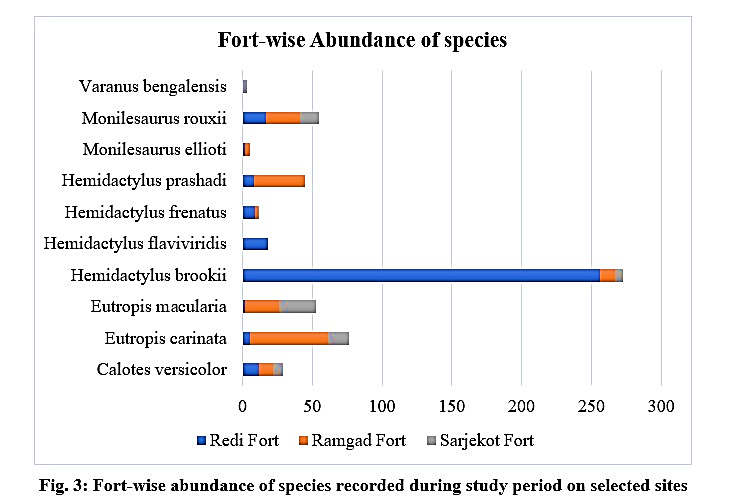 Fort-wise Abundance of species
Varanus bengalensis
Monilesaurus rouxii
Monilesaurus ellioti
Hemidactylus prashadi
Hemidactylus frenatus
Hemidactylus flaviviridis
Hemidactylus brookii
Eutropis macularia
Eutropis carinata
Calotes versicolor
0 50 100 150 200 250 300
Redi Fort Ramgad Fort Sarjekot Fort
Fig. 3: Fort-wise abundance of species recorded during study period on selected sites